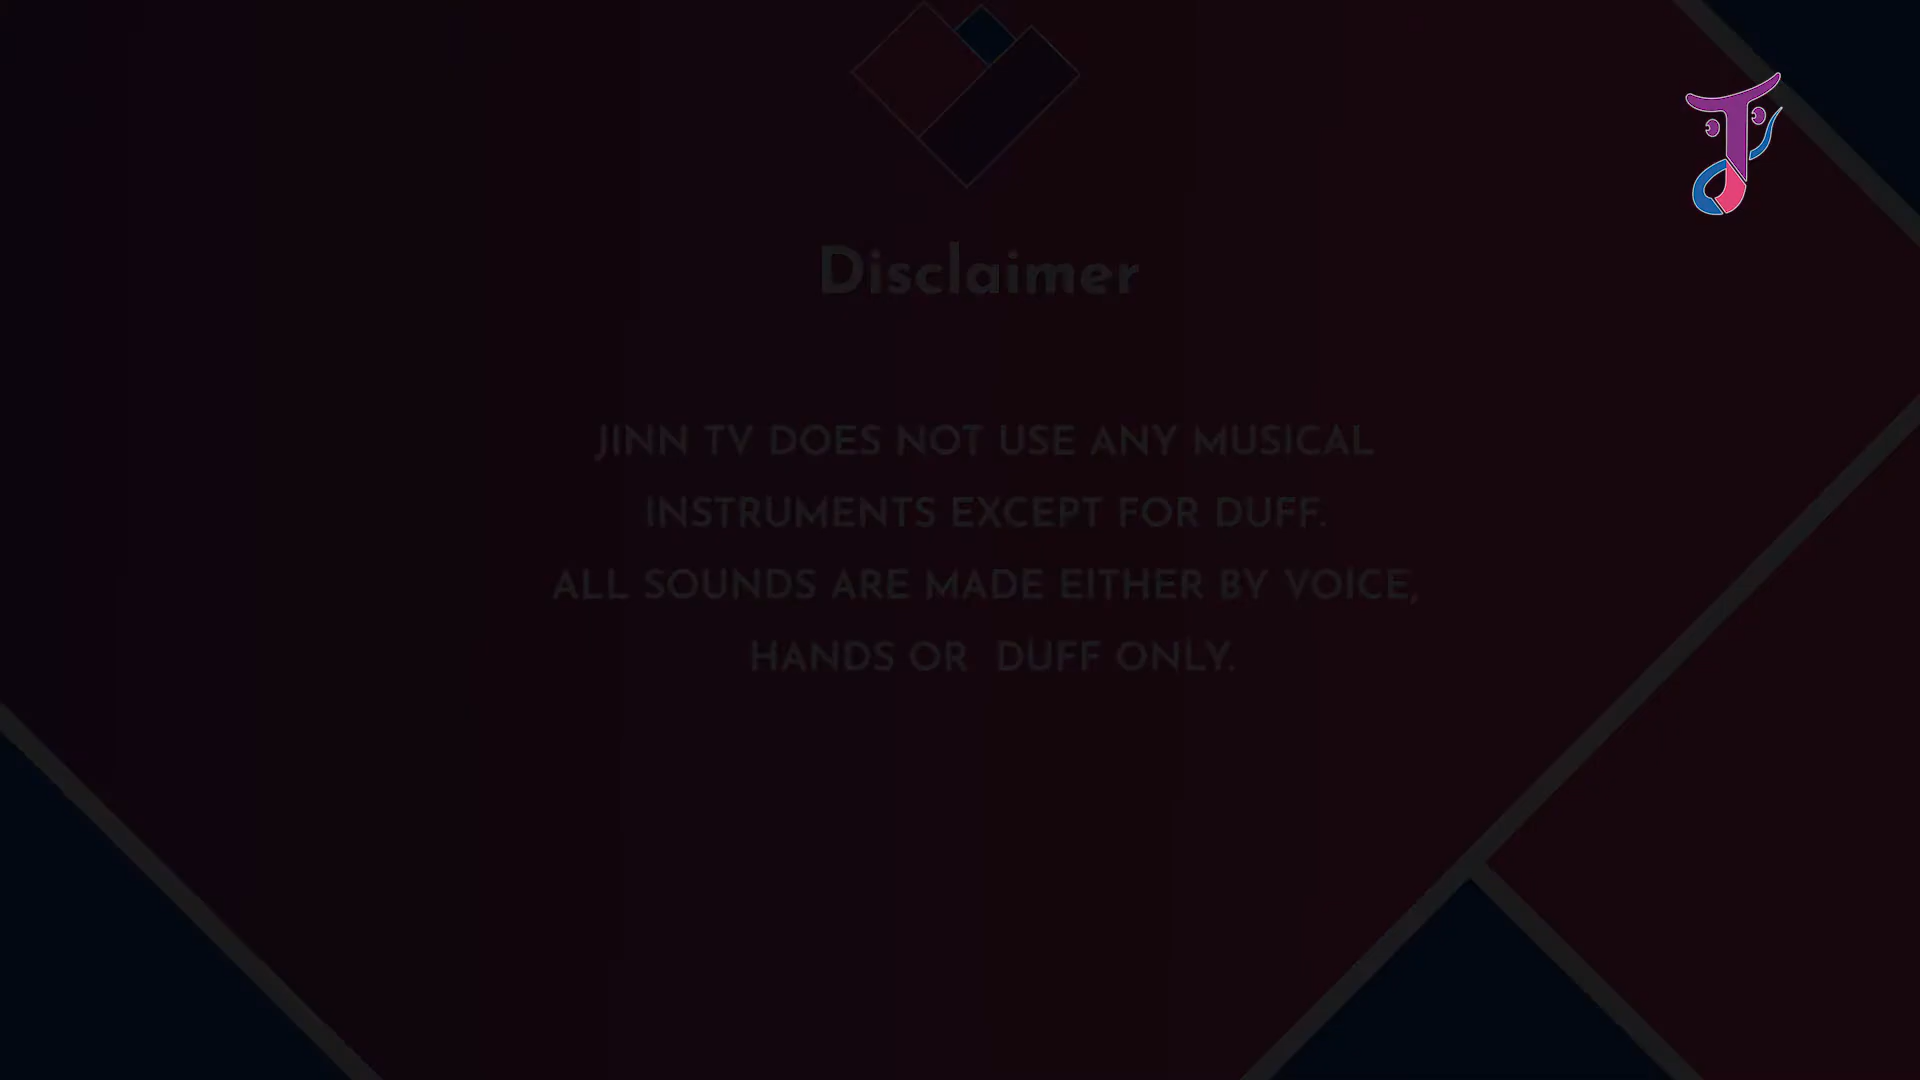 Disclaimer
JINN TV DOES NOT USE ANY MUSICAL
INSTRUMENTS EXCEPT FOR DUFF.
ALL SOUNDS ARE MADE EITHER BY VOICE,
HANDS OR DUFF ONLY.